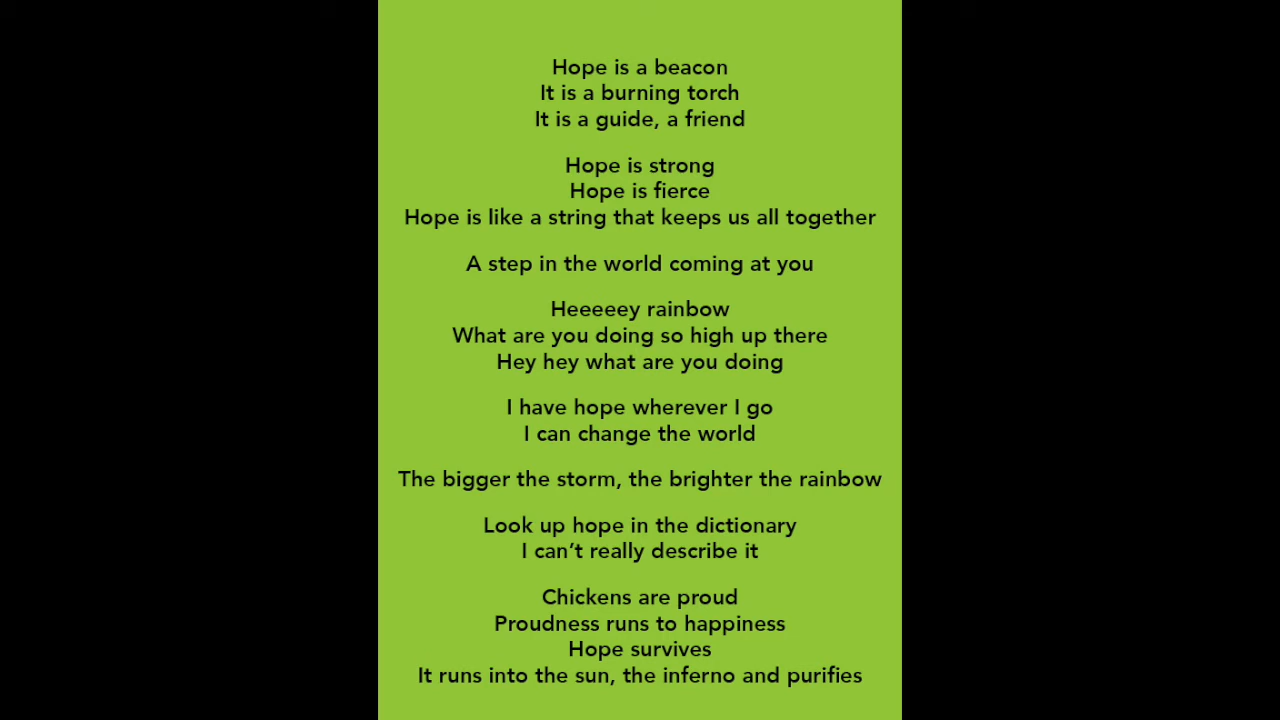 Hope is a beacon
It is a burning torch
It is a guide, a friend
Hope is strong
Hope is fierce
Hope is like a string that keeps us all together
A step in the world coming at you
Heeeeey rainbow
What are you doing so high up there
Hey hey what are you doing
I have hope wherever I go
I can change the world
The bigger the storm, the brighter the rainbow
Look up hope in the dictionary
I can’t really describe it
Chickens are proud
Proudness runs to happiness
Hope survives
It runs into the sun, the inferno and purifies